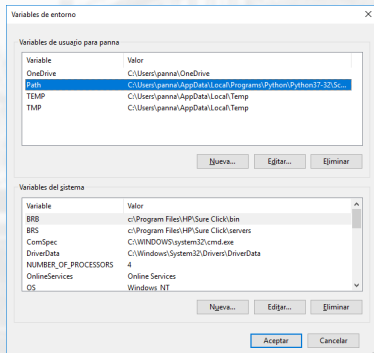 Variables de entorno
Variables de usuario para panna
Variable Valor
OneDrive C:\Users\panna\OneDrive
Path C:\Users\panna\AppData\Local\Programs\Python\Python37-32\Sc...
TEMP C:\Users\panna\AppData\Local\Temp
TMP C:\Users\panna\AppData\Local\Temp
Nueva... Editar... Eliminar
Variables del sistema
Variable Valor
BRB c:\Program Files\HP\Sure Click\bin
BRS c:\Program Files\HP\Sure Click\servers
ComSpec C:\WINDOWS\system32\cmd.exe
DriverData C:\Windows\System32\Drivers\DriverData
NUMBER_OF_PROCESSORS 4
OnlineServices Online Services
OS Windows_NT
Nueva... Editar... Eliminar
Aceptar Cancelar